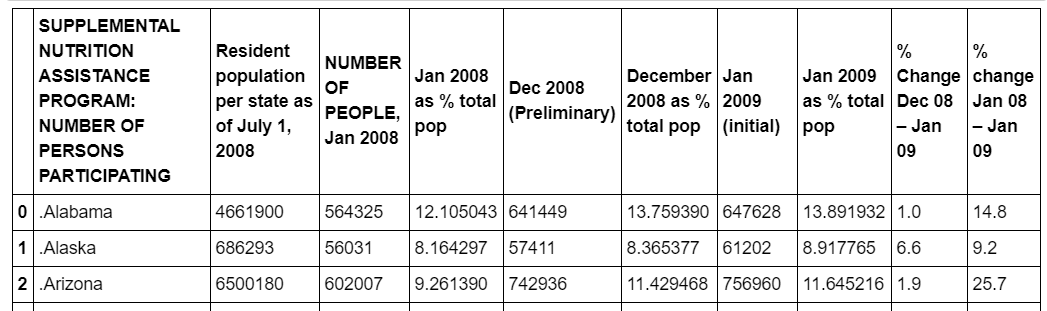 SUPPLEMENTAL
NUTRITION
ASSISTANCE
PROGRAM:
NUMBER OF
PERSONS
PARTICIPATING
Resident
population
per state as
of July 1,
2008
NUMBER
OF
PEOPLE,
Jan 2008
Jan 2008
as % total
pop
Dec 2008
(Preliminary)
December
2008 as %
total pop
Jan
2009
(initial)
Jan 2009
as % total
pop
%
Change
Dec 08
– Jan
09
%
change
Jan 08
– Jan
09
0 .Alabama 4661900 564325 12.105043 641449 13.759390 647628 13.891932 1.0 14.8
1 .Alaska 686293 56031 8.164297 57411 8.365377 61202 8.917765 6.6 9.2
2 .Arizona 6500180 602007 9.261390 742936 11.429468 756960 11.645216 1.9 25.7